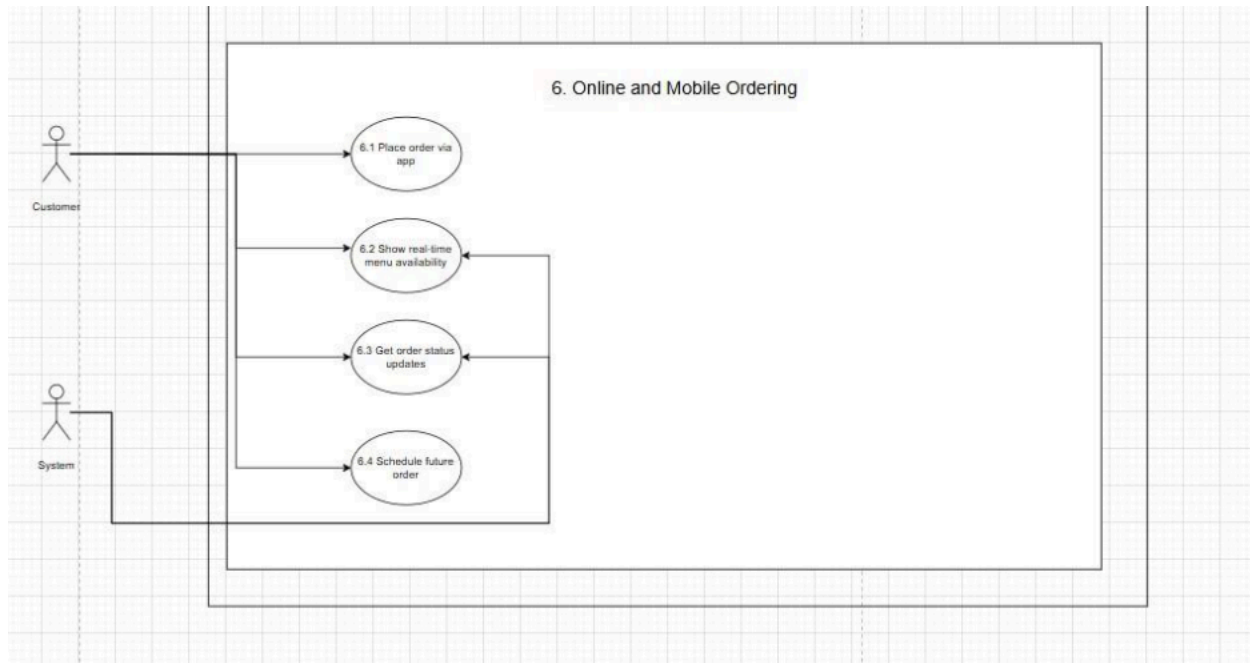 6. Online and Mobile Ordering
6.1 Place order via
app
Customer
6.2 Show real-time
menu availability
6.3 Get order status
updates
System
6.4 Schedule future
order